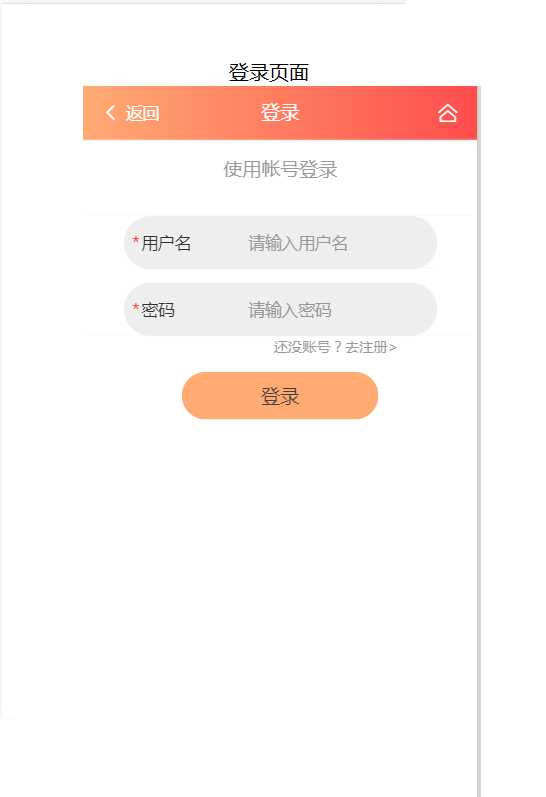 登录页面
返回 登录
使用帐号登录
*用户名 请输入用户名
*密码 请输入密码
还没账号？去注册>
登录